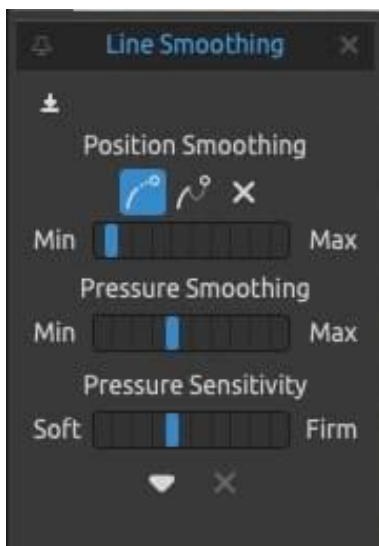 Line Smoothing
Position Smoothing
Min Max
Pressure Smoothing
Min Max
Pressure Sensitivity
Soft Firm